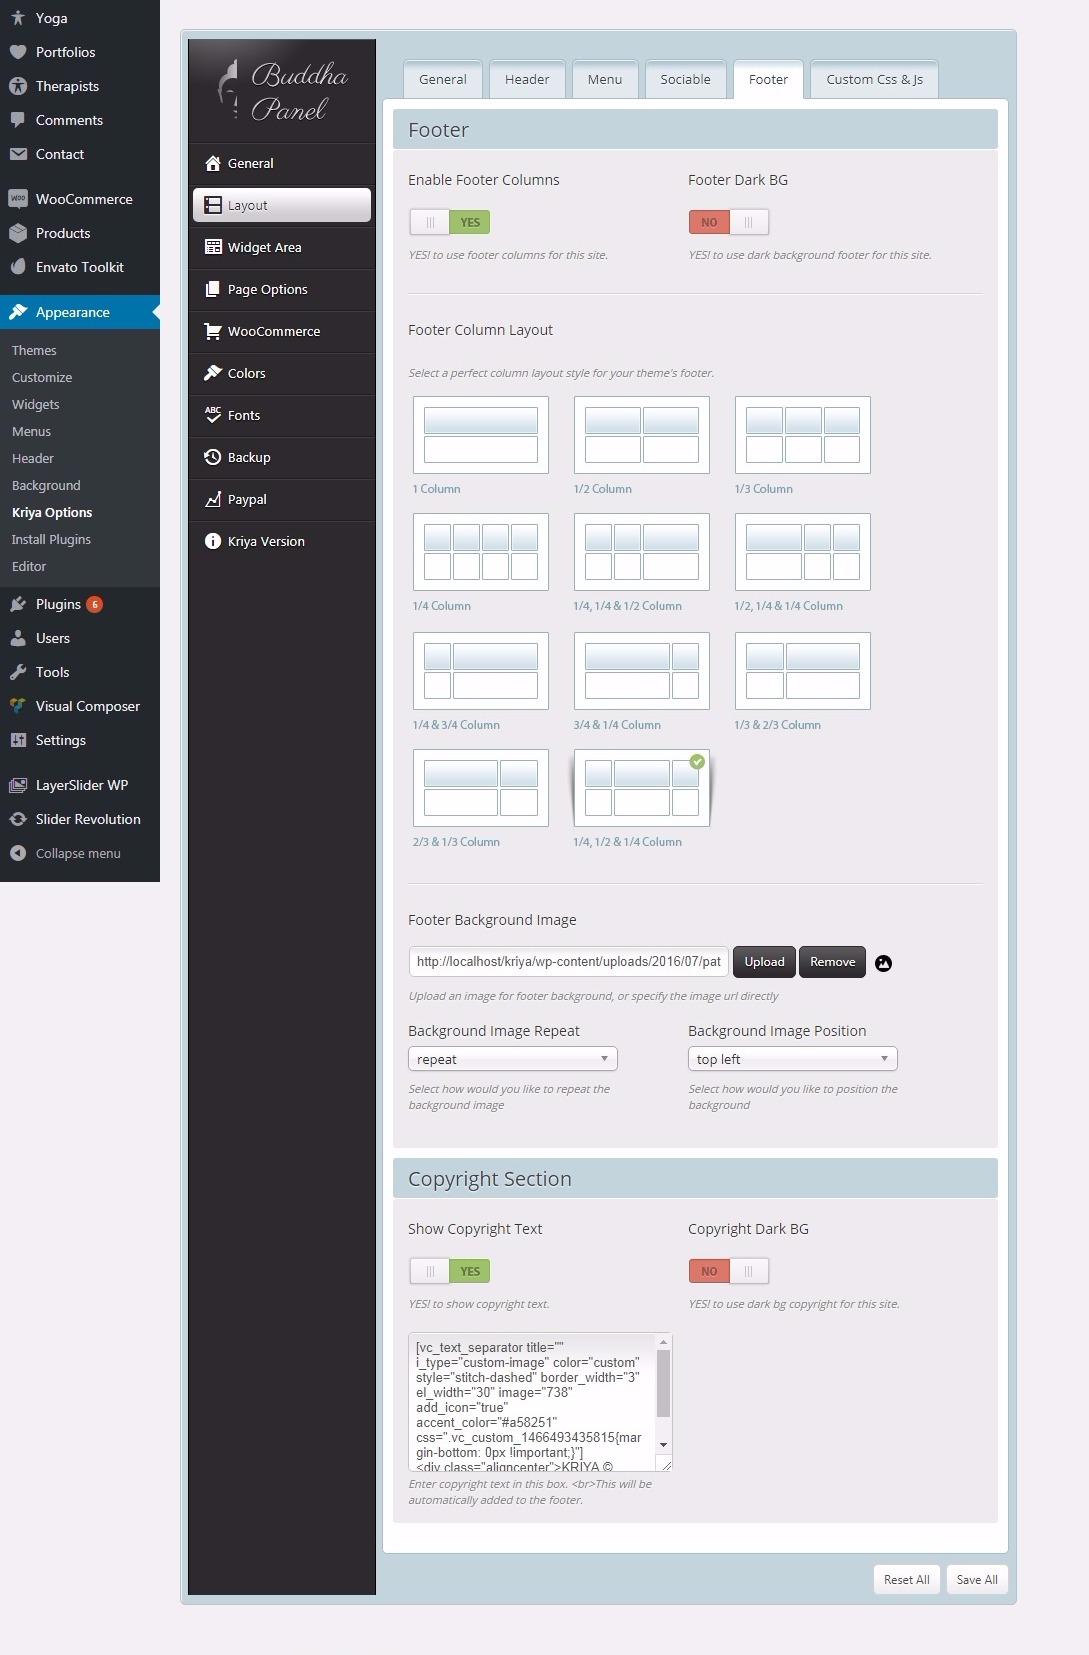 Yoga
Portfolios
Therapists
Comments
Contact
WOO
WooCommerce
Products
Envato Toolkit
Appearance
Themes
Customize
Widgets
Menus
Header
Background
Kriya Options
Install Plugins
Editor
Plugins 6
Users
Tools
Visual Composer
Settings
LayerSlider WP
Slider Revolution
Collapse menu
Buddha
Panel
General
Layout
Widget Area
Page Options
WooCommerce
Colors
ABC
Fonts
Backup
Paypal
Kriya Version
General Header Menu Sociable Footer Custom Css & Js
Footer
Enable Footer Columns Footer Dark BG
YES NO
YES! to use footer columns for this site. YES! to use dark background footer for this site.
Footer Column Layout
Select a perfect column layout style for your theme's footer.
1 Column 1/2 Column 1/3 Column
1/4 Column 1/4, 1/4 & 1/2 Column 1/2, 1/4 & 1/4 Column
1/4 & 3/4 Column 3/4 & 1/4 Column 1/3 & 2/3 Column
2/3 & 1/3 Column 1/4, 1/2 & 1/4 Column
Footer Background Image
http://localhost/kriya/wp-content/uploads/2016/07/pat Upload Remove
Upload an image for footer background, or specify the image url directly
Background Image Repeat Background Image Position
repeat top left
Select how would you like to repeat the Select how would you like to position the
background image background
Copyright Section
Show Copyright Text Copyright Dark BG
YES NO
YES! to show copyright text. YES! to use dark bg copyright for this site.
[vc_text_separator title=""
i_type="custom-image" color="custom"
style="stitch-dashed" border_width="3"
el_width="30" image="738"
add_icon="true"
accent_color="#a58251"
css=".vc_custom_1466493435815{mar
gin-bottom: 0px !important;}"]
<div class="aligncenter">KRIYA ©
Enter copyright text in this box. <br>This will be
automatically added to the footer.
Reset All Save All